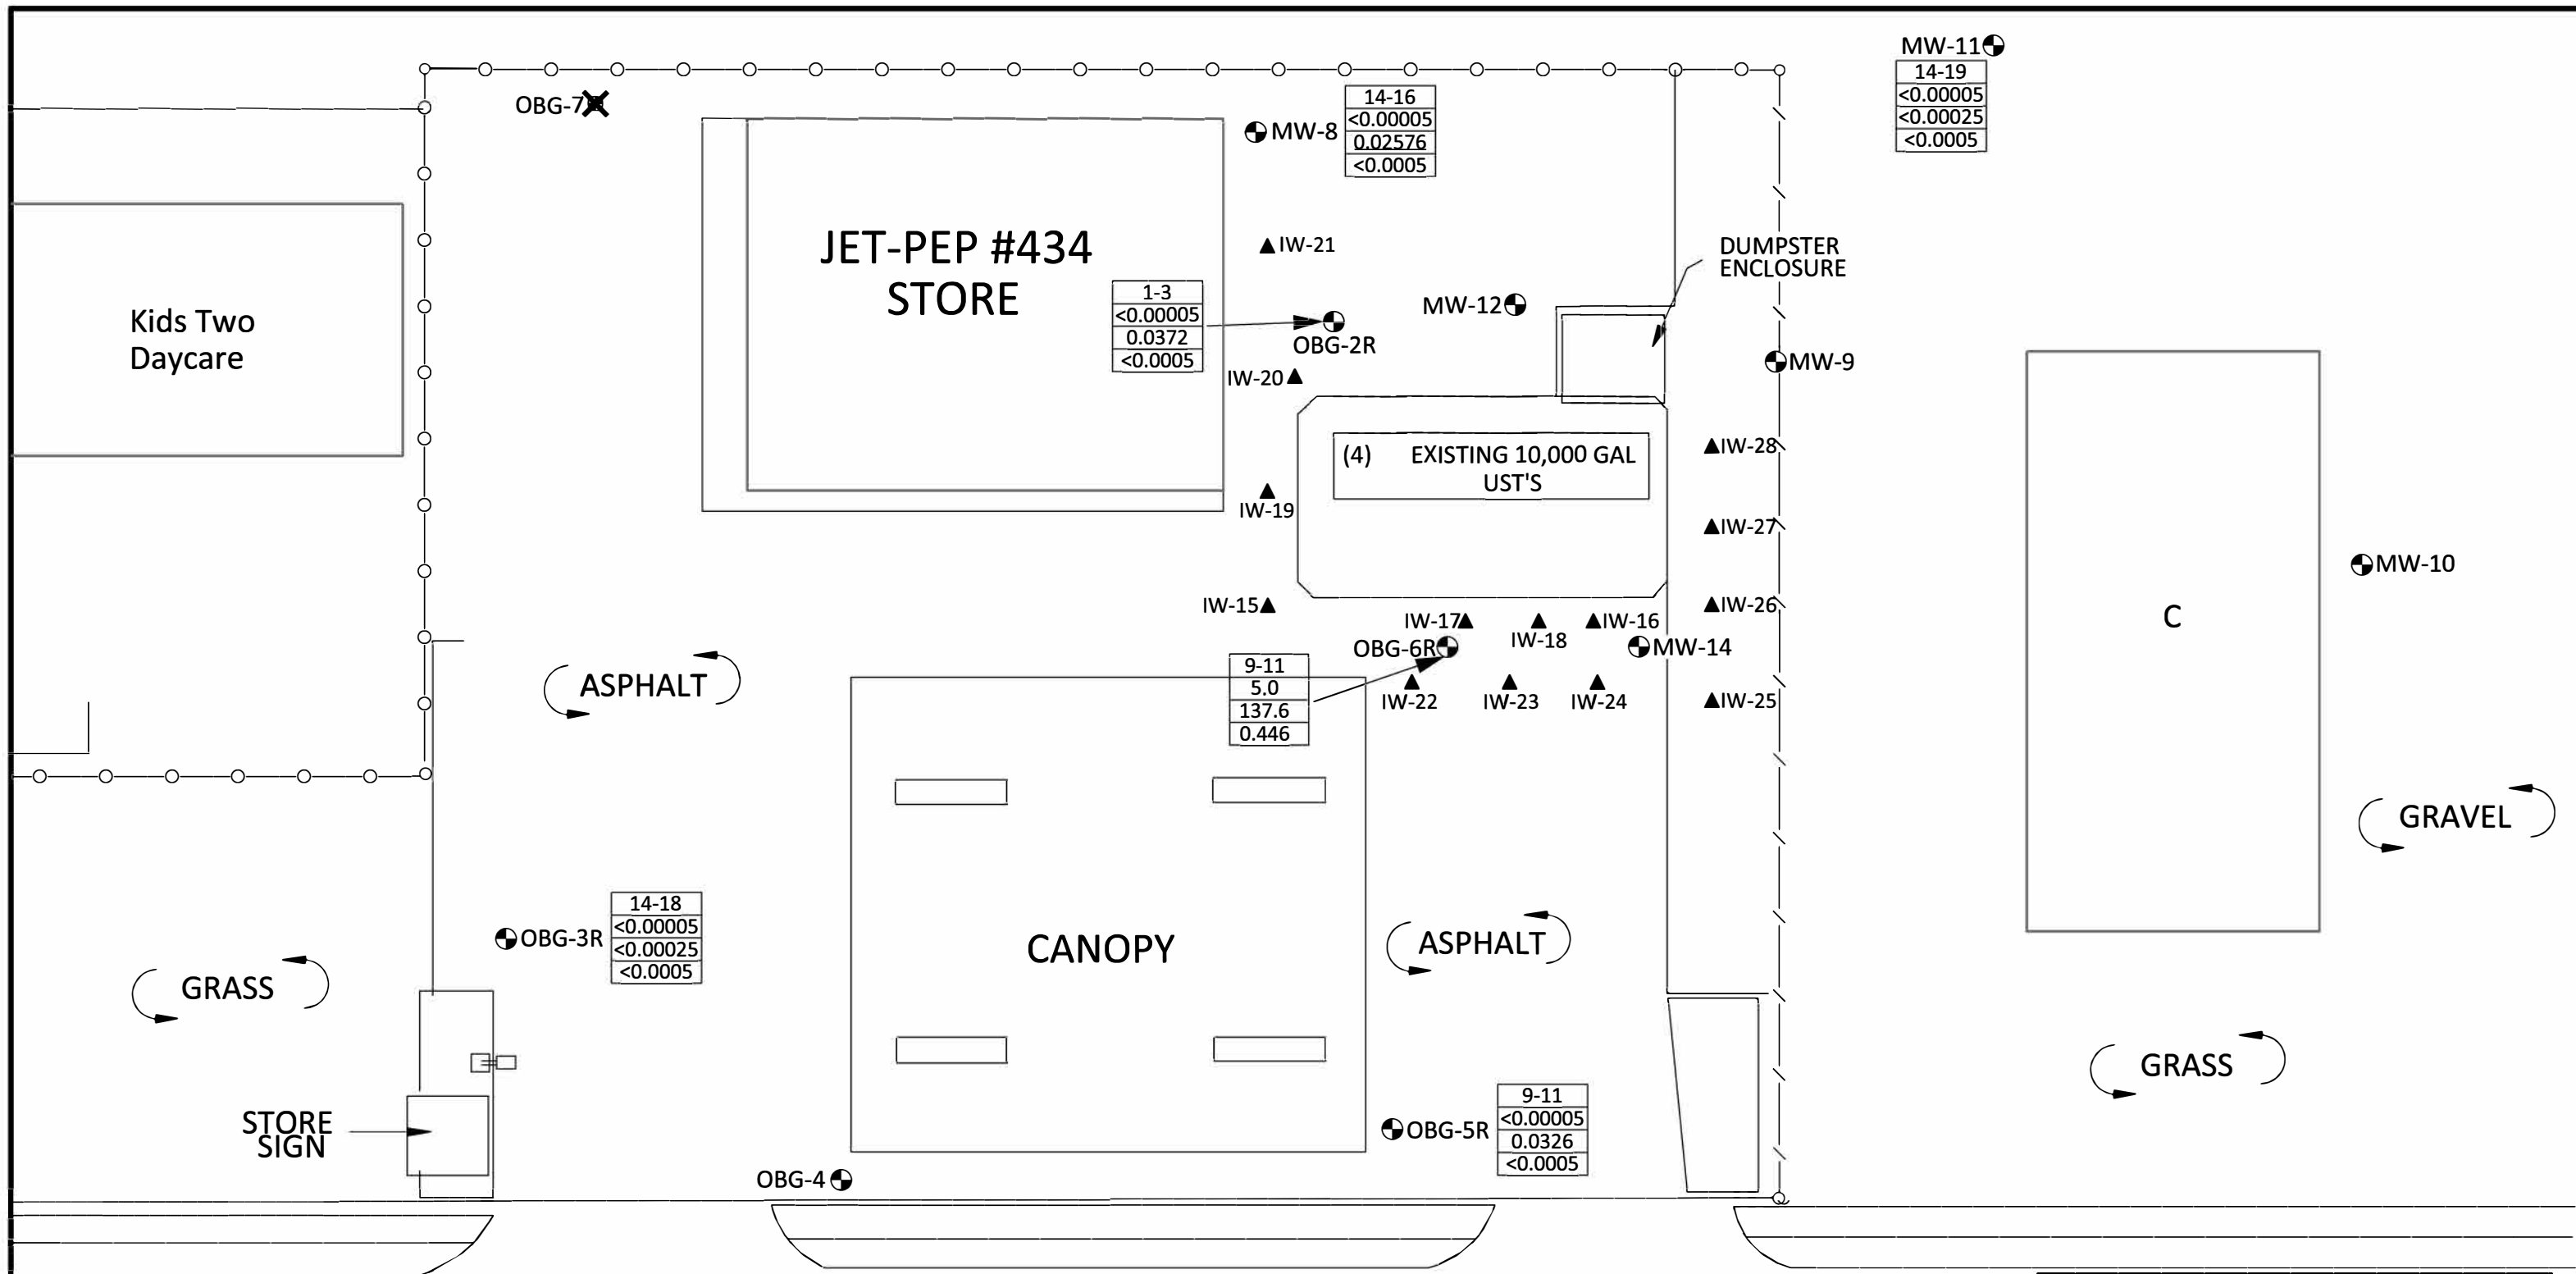 MW-11
14-19
<0.00005
<0.00025
<0.0005
OBG-7
14-16
<0.00005
0.02576
<0.0005
MW-8
JET-PEP #434
STORE
IW-21
DUMPSTER
ENCLOSURE
1-3
<0.00005
0.0372
<0.0005
MW-12
OBG-2R
Kids Two
Daycare
IW-20
MW-9
(4) EXISTING 10,000 GAL
UST'S
IW-28
IW-19
IW-27
MW-10
IW-15
IW-17
IW-18
IW-16
IW-26
C
OBG-6R
MW-14
9-11
5.0
137.6
0.446
ASPHALT
IW-22
IW-23
IW-24
IW-25
GRAVEL
14-18
<0.00005
<0.00025
<0.0005
OBG-3R
CANOPY
ASPHALT
GRASS
GRASS
STORE
SIGN
9-11
<0.00005
0.0326
<0.0005
OBG-5R
OBG-4